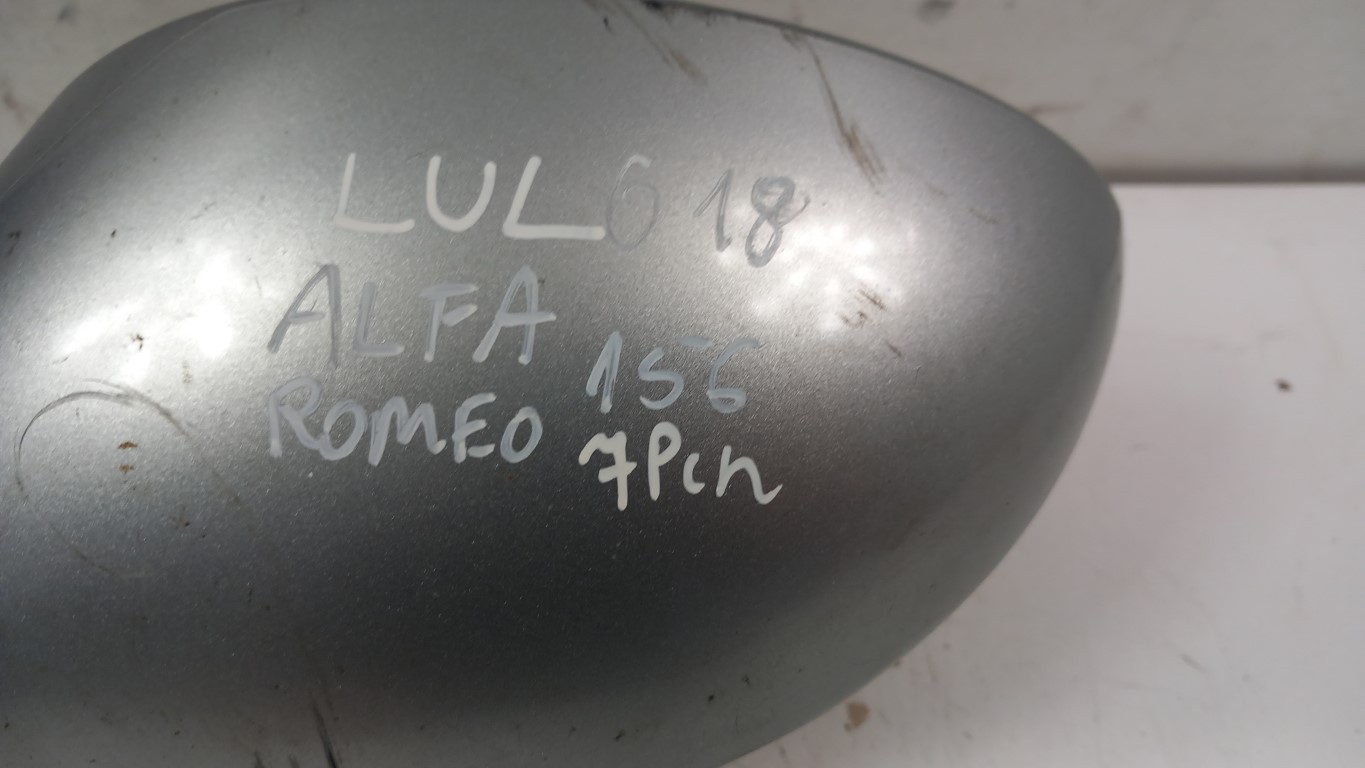 LUL618
ALFA
ROMEO 156
7Pin